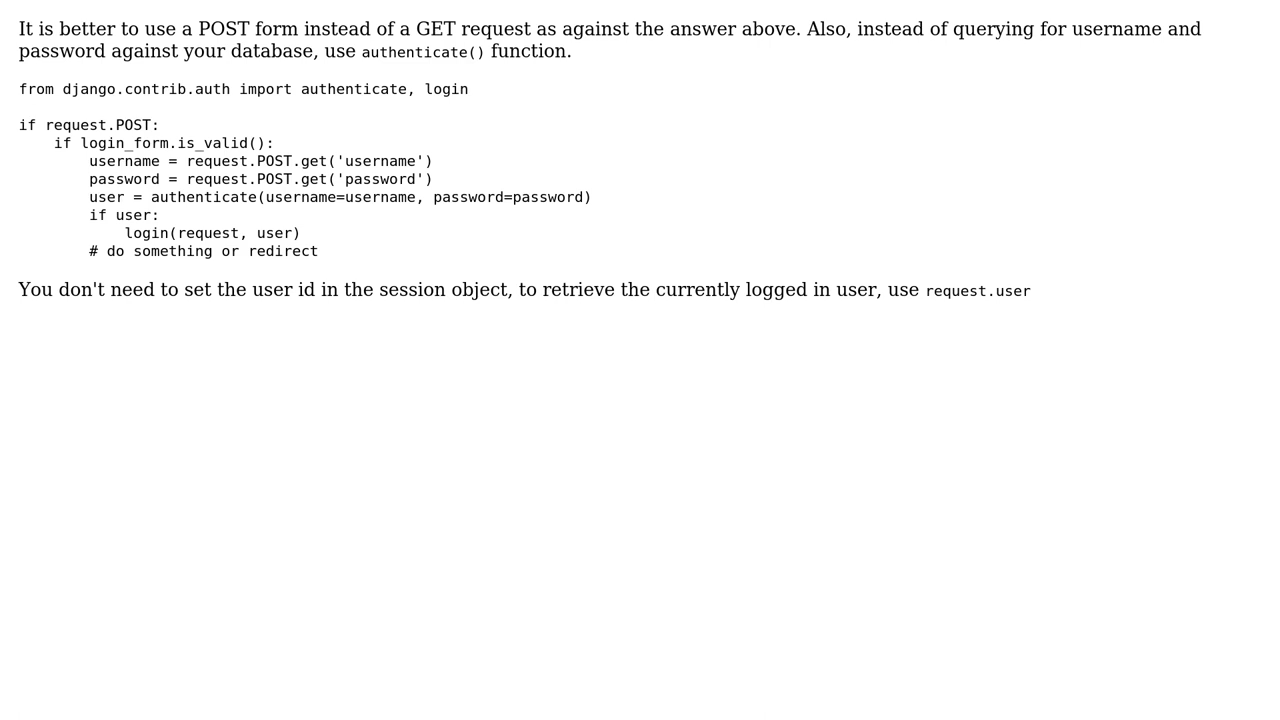 It is better to use a POST form instead of a GET request as against the answer above. Also, instead of querying for username and
password against your database, use authenticate() function.
from django.contrib.auth import authenticate, login
if request.POST:
    if login_form.is_valid():
        username = request.POST.get('username')
        password = request.POST.get('password')
        user = authenticate(username=username, password=password)
        if user:
            login(request, user)
        # do something or redirect
You don't need to set the user id in the session object, to retrieve the currently logged in user, use request.user